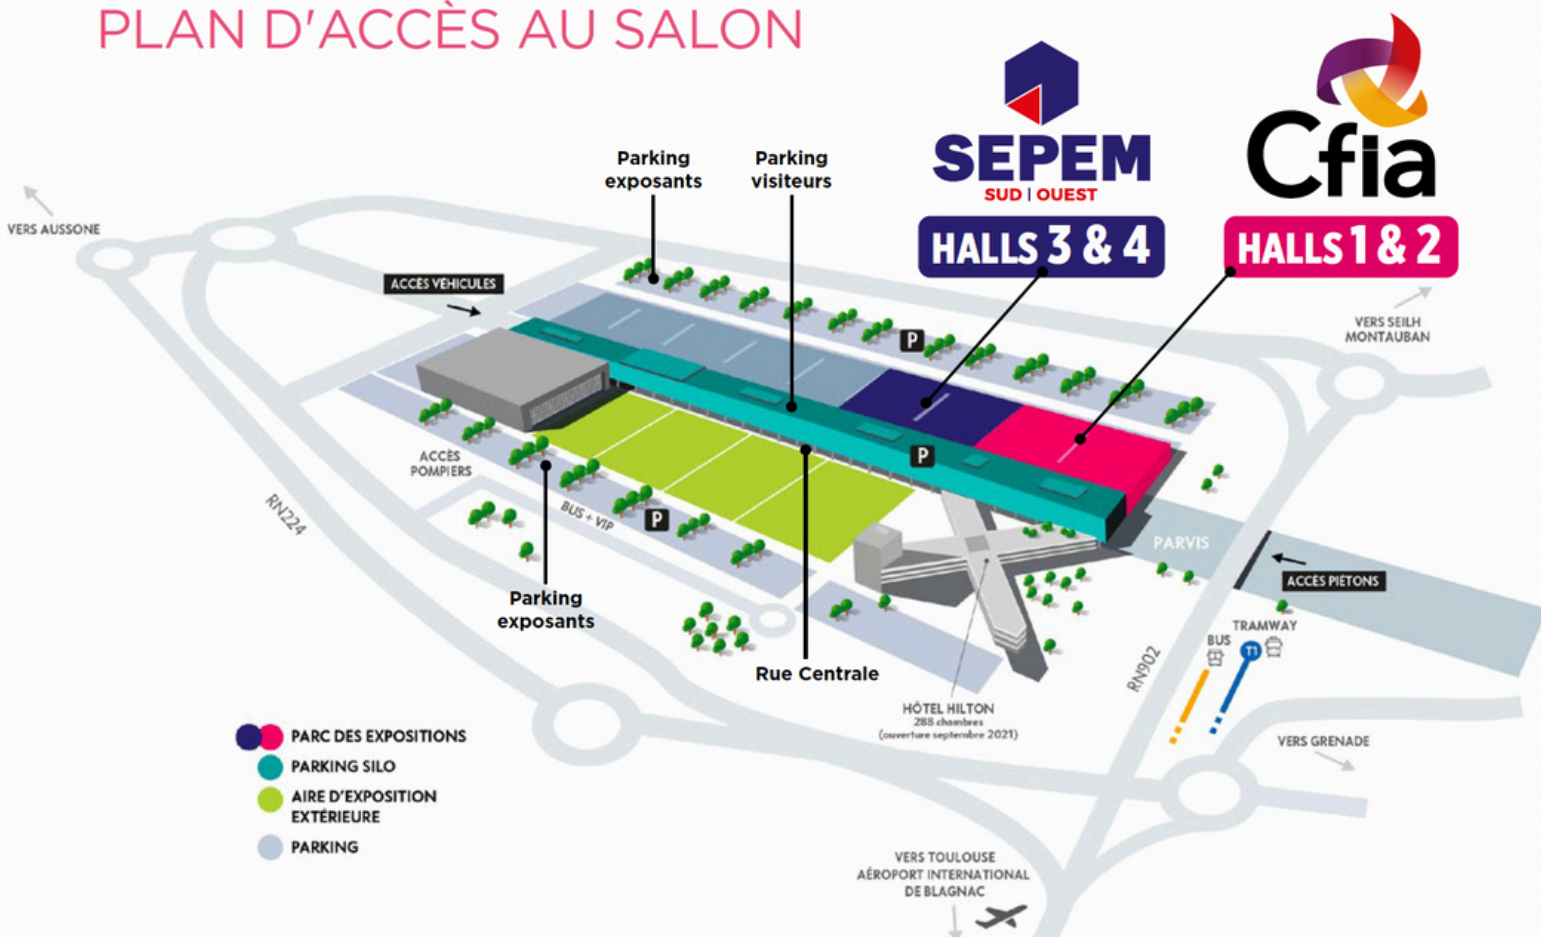 PLAN D'ACCÈS AU SALON
SEPEM
SUD | OUEST
HALLS 3 & 4
Cfia
HALLS 1 & 2
Parking
exposants
Parking
visiteurs
VERS AUSSONE
ACCÈS VÉHICULES
VERS SEILH
MONTAUBAN
P
P
ACCÈS
POMPIERS
RN224
BUS + VIP
P
PARVIS
ACCÈS PIÉTONS
Parking
exposants
Rue Centrale
TRAMWAY
BUS
T1
RN902
HÔTEL HILTON
288 chambres
(ouverture septembre 2021)
VERS GRENADE
PARC DES EXPOSITIONS
PARKING SILO
AIRE D'EXPOSITION
EXTÉRIEURE
PARKING
VERS TOULOUSE
AÉROPORT INTERNATIONAL
DE BLAGNAC